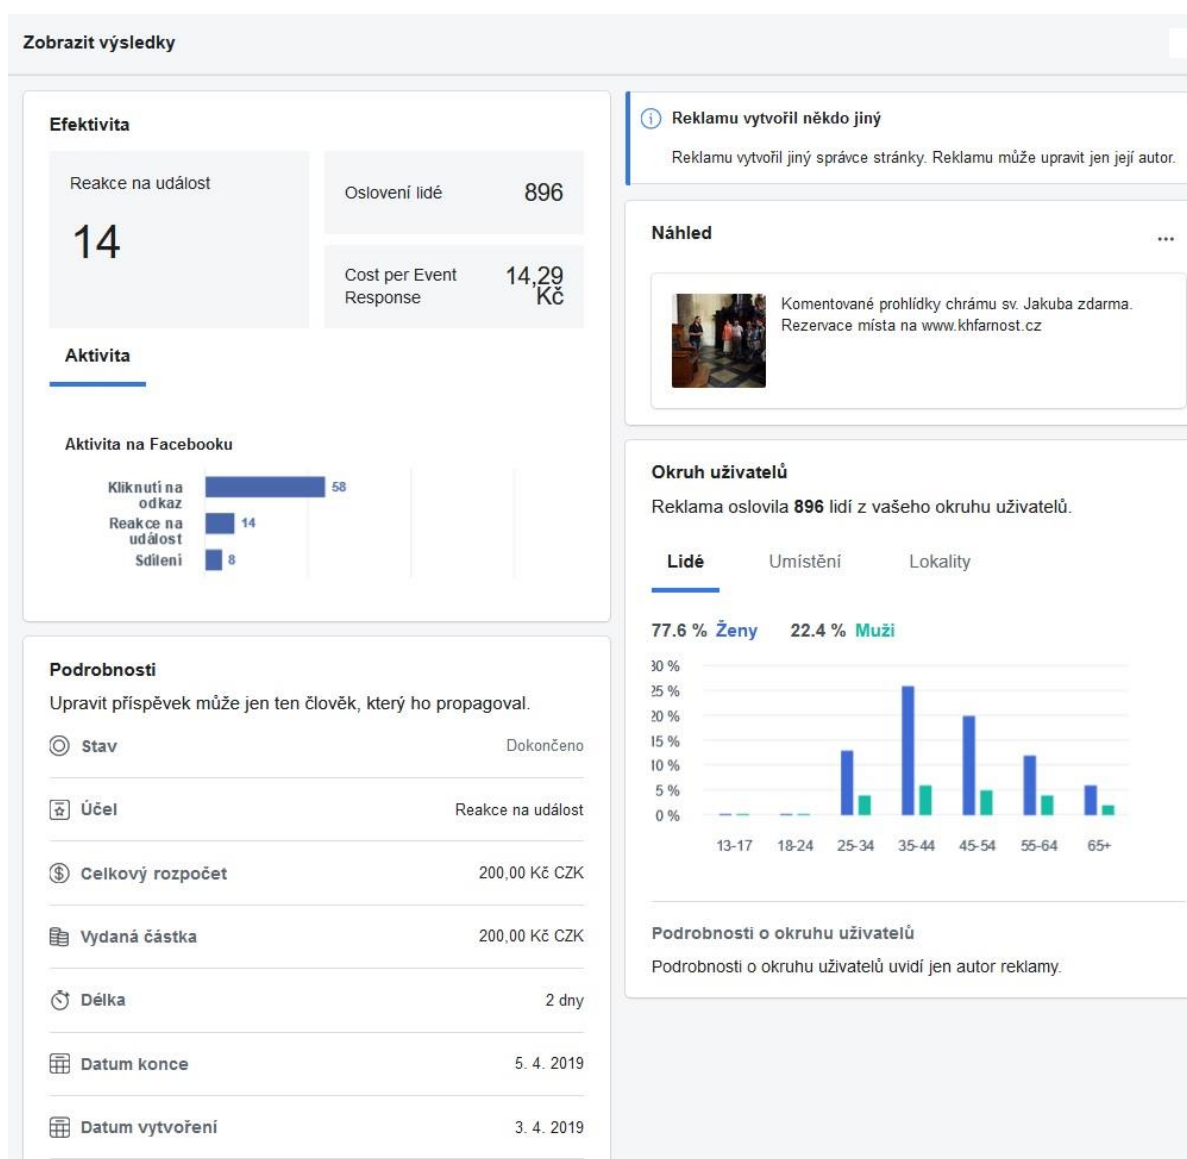 Zobrazit výsledky
Efektivita
Reakce na událost
14
Oslovení lidé
896
Cost per Event
Response
14,29
Kč
Aktivita
Aktivita na Facebooku
Kliknutí na
odkaz
58
Reakce na
událost
14
Sdílení
8
Podrobnosti
Upravit příspěvek může jen ten člověk, který ho propagoval.
Stav
Dokončeno
Účel
Reakce na událost
Celkový rozpočet
200,00 Kč CZK
Vydaná částka
200,00 Kč CZK
Délka
2 dny
Datum konce
5. 4. 2019
Datum vytvoření
3. 4. 2019
Reklamu vytvořil někdo jiný
Reklamu vytvořil jiný správce stránky. Reklamu může upravit jen její autor.
Náhled
...
Komentované prohlídky chrámu sv. Jakuba zdarma.
Rezervace místa na www.khfarnost.cz
Okruh uživatelů
Reklama oslovila 896 lidí z vašeho okruhu uživatelů.
Lidé Umístění Lokality
77.6 % Ženy 22.4 % Muži
30 %
25 %
20 %
15 %
10 %
5 %
0 %
13-17 18-24 25-34 35-44 45-54 55-64 65+
Podrobnosti o okruhu uživatelů
Podrobnosti o okruhu uživatelů uvidí jen autor reklamy.